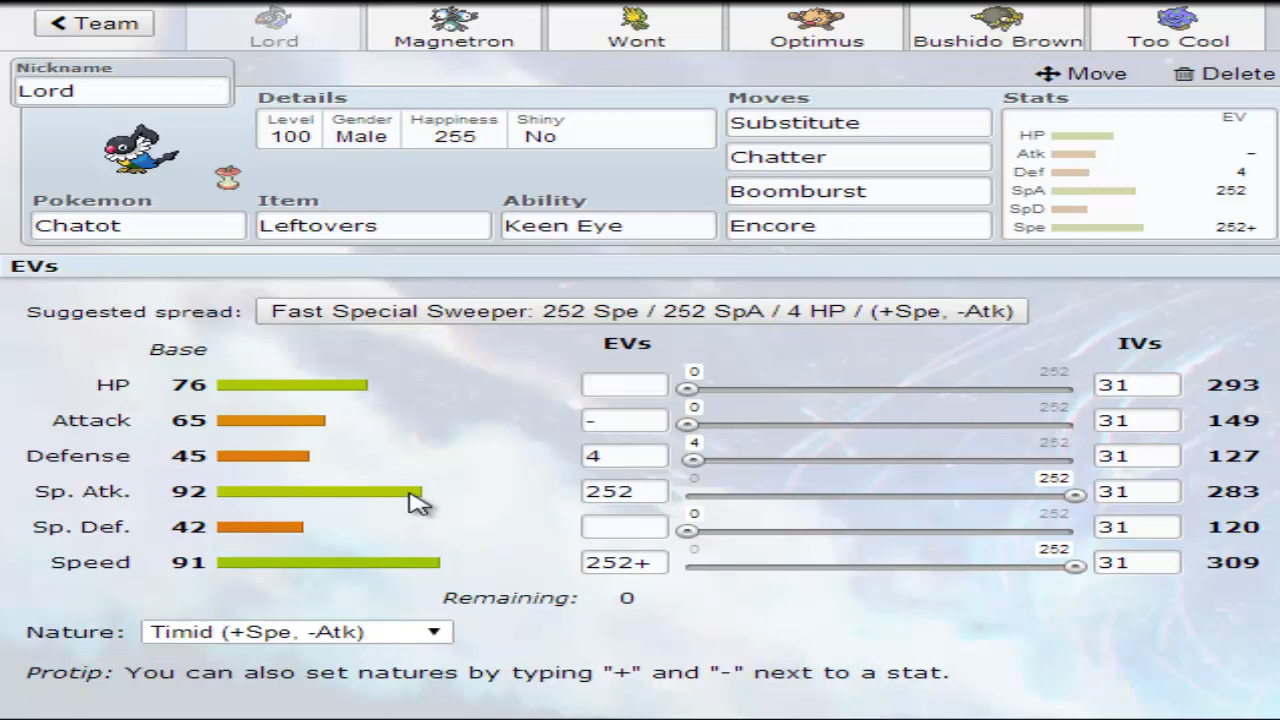 Team
Lord Magnetron Wont Optimus Bushido Brown Too Cool
Move Delete
Nickname
Lord
Details Moves Stats
Level Gender Happiness Shiny
100 Male 255 No
Substitute
Chatter
Boomburst
Encore
EV
HP
Atk –
Def 4
SpA 252
SpD
Spe 252+
Pokemon Item Ability
Chatot Leftovers Keen Eye
EVs
Suggested spread: Fast Special Sweeper: 252 Spe / 252 SpA / 4 HP / (+Spe, -Atk)
Base EVs IVs
HP 76 0 252 31 293
Attack 65 - 0 252 31 149
Defense 45 4 4 252 31 127
Sp. Atk. 92 252 0 252 31 283
Sp. Def. 42 0 252 31 120
Speed 91 252+ 0 252 31 309
Remaining: 0
Nature: Timid (+Spe, -Atk)
Protip: You can also set natures by typing "+" and "-" next to a stat.